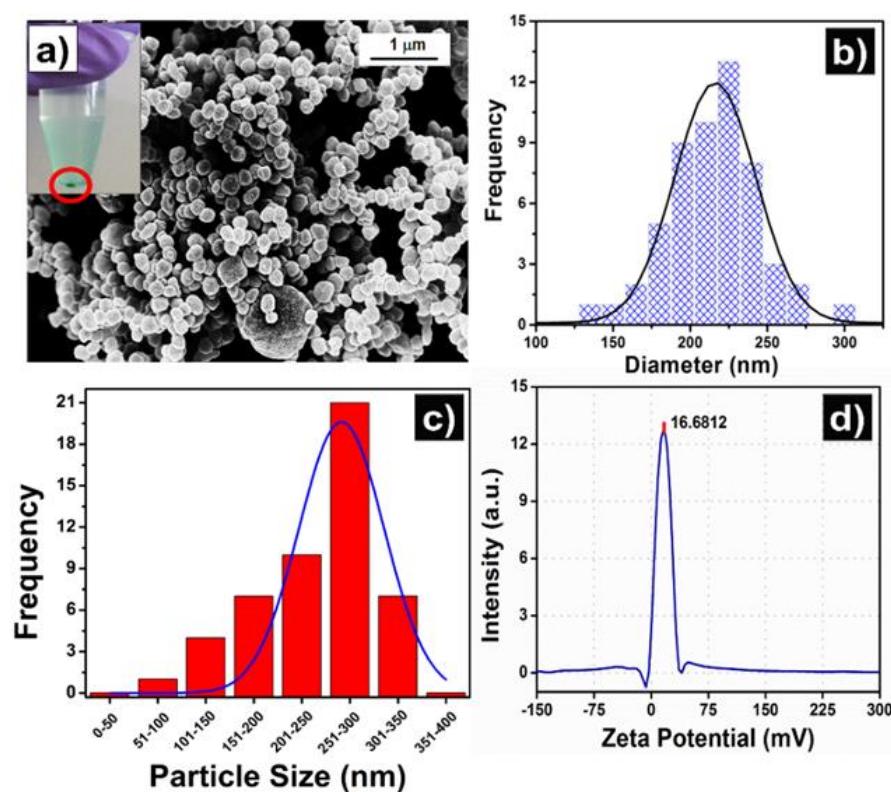 a)
1 μm
b)
15
12
9
6
3
0
Frequency
100 150 200 250 300
Diameter (nm)
c)
21
18
15
12
9
6
3
0
Frequency
0-50 51-100 101-150 151-200 201-250 251-300 301-350 351-400
Particle Size (nm)
d)
15
12
9
6
3
0
Intensity (a.u.)
16.6812
-150 -75 0 75 150 225 300
Zeta Potential (mV)